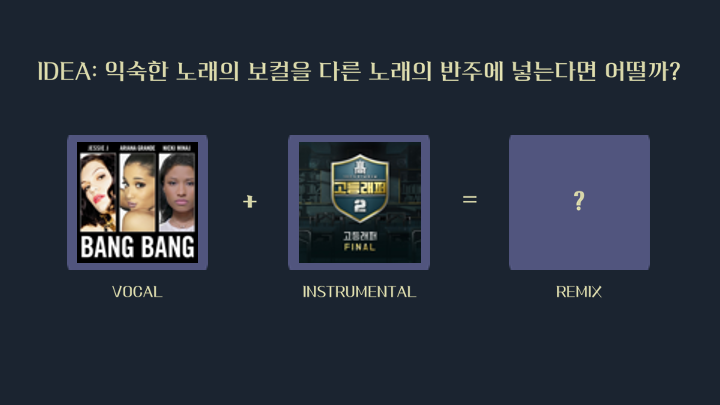 IDEA: 익숙한 노래의 보컬을 다른 노래의 반주에 넣는다면 어떨까?
JESSIE J ARIANA GRANDE NICKI MINAJ
BANG BANG
+
高
고등래퍼
2
고등래퍼
FINAL
=
?
VOCAL
INSTRUMENTAL
REMIX